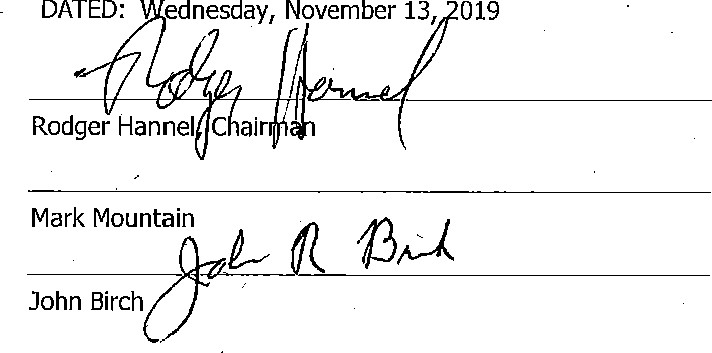 DATED: Wednesday, November 13, 2019
Rodger Hannel
Rodger Hannel, Chairman
Mark Mountain
John R Birch
John Birch